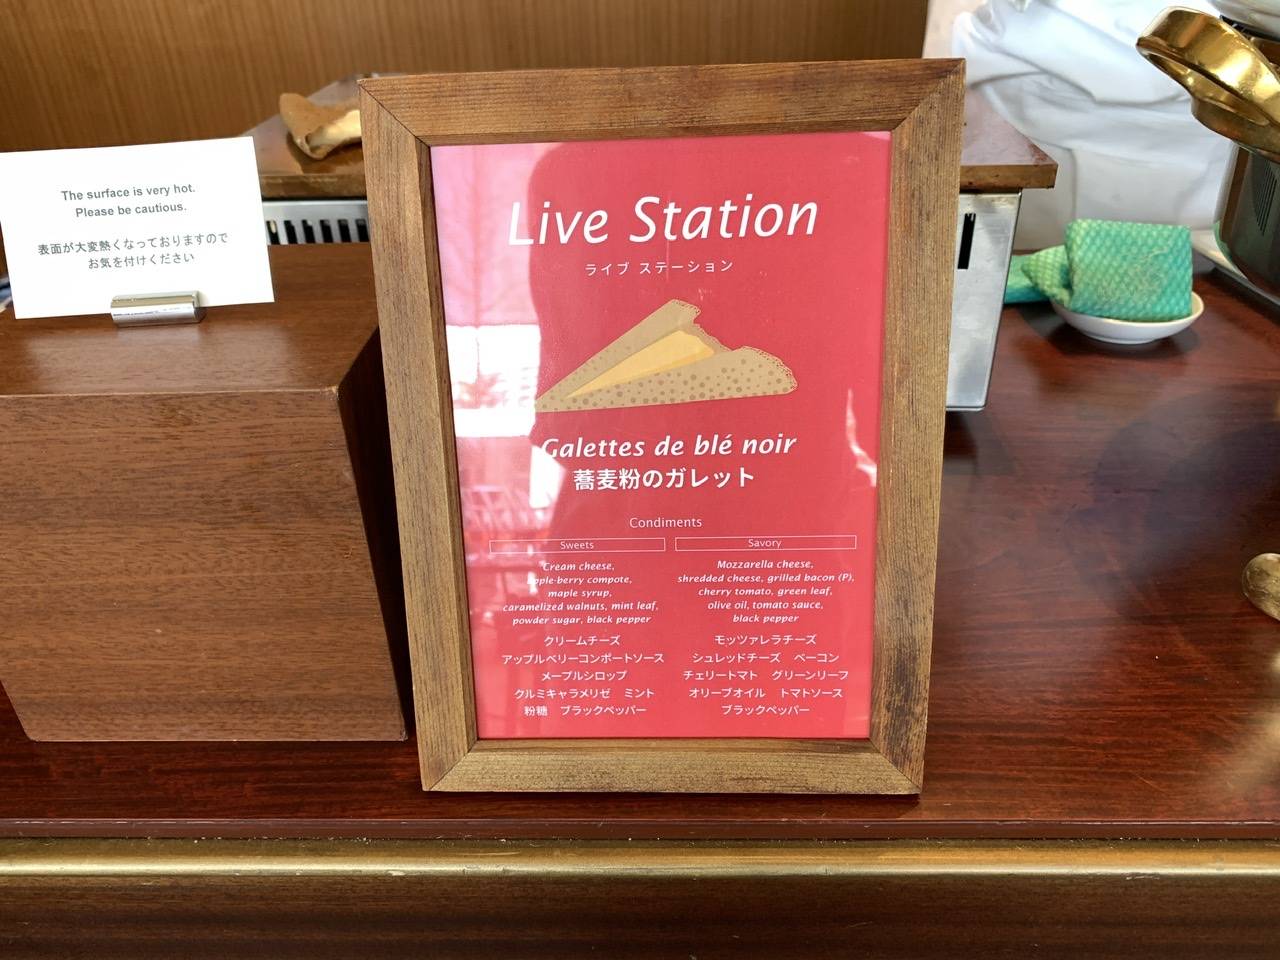 The surface is very hot.
Please be cautious.
表面が大変熱くなっておりますので
お気を付けください
Live Station
ライブ ステーション
Galettes de blé noir
蕎麦粉のガレット
Condiments
Sweets
Cream cheese,
apple-berry compote,
maple syrup,
caramelized walnuts, mint leaf,
powder sugar, black pepper
クリームチーズ
アップルベリーコンポートソース
メープルシロップ
クルミキャラメリゼ　ミント
粉糖　ブラックペッパー
Savory
Mozzarella cheese,
shredded cheese, grilled bacon (P),
cherry tomato, green leaf,
olive oil, tomato sauce,
black pepper
モッツァレラチーズ
シュレッドチーズ　ベーコン
チェリートマト　グリーンリーフ
オリーブオイル　トマトソース
ブラックペッパー